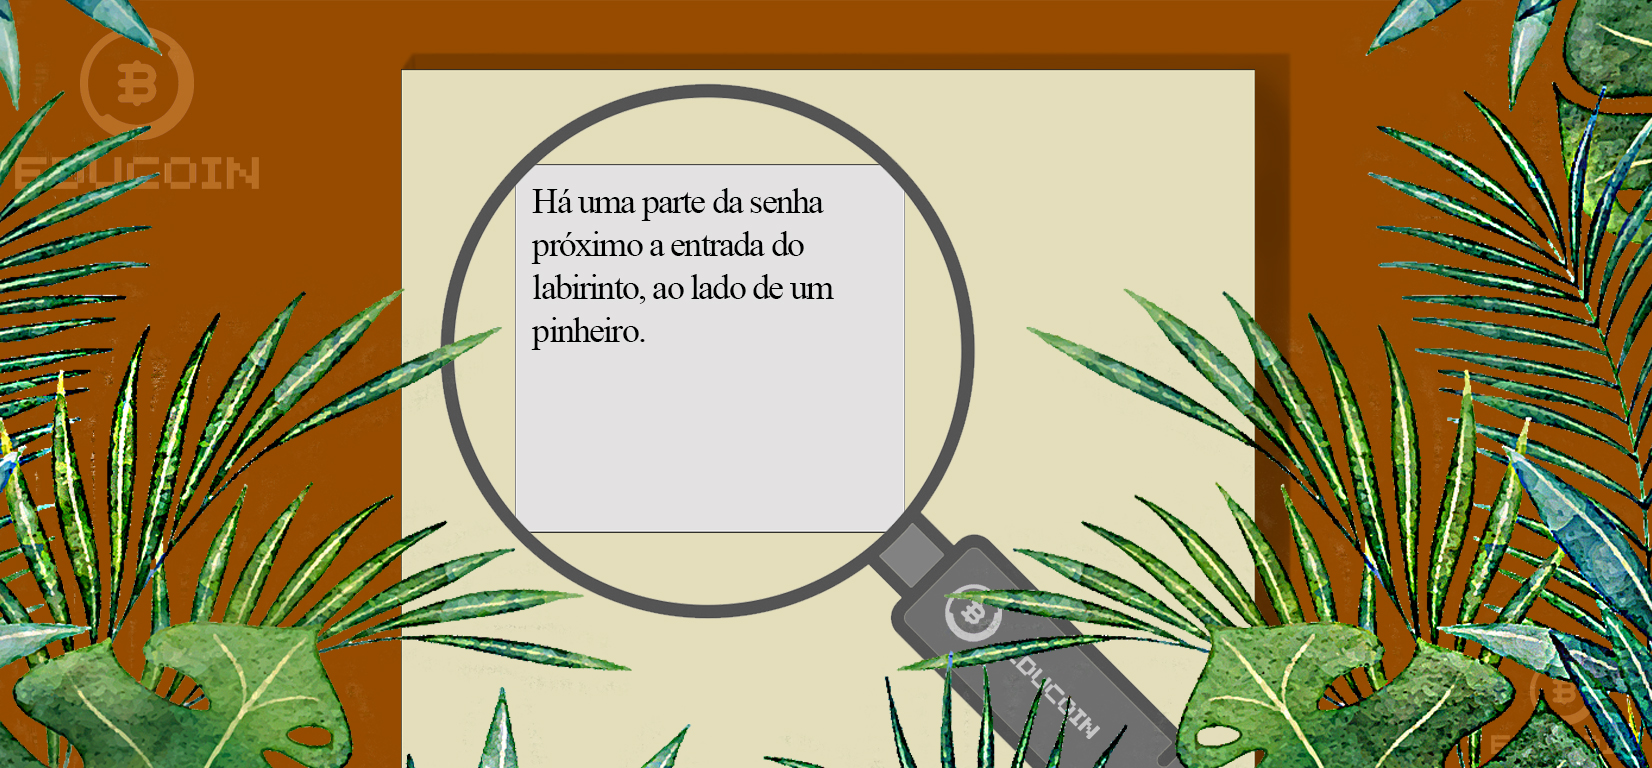 EDUCOIN
Há uma parte da senha
próximo a entrada do
labirinto, ao lado de um
pinheiro.
EDUCOIN